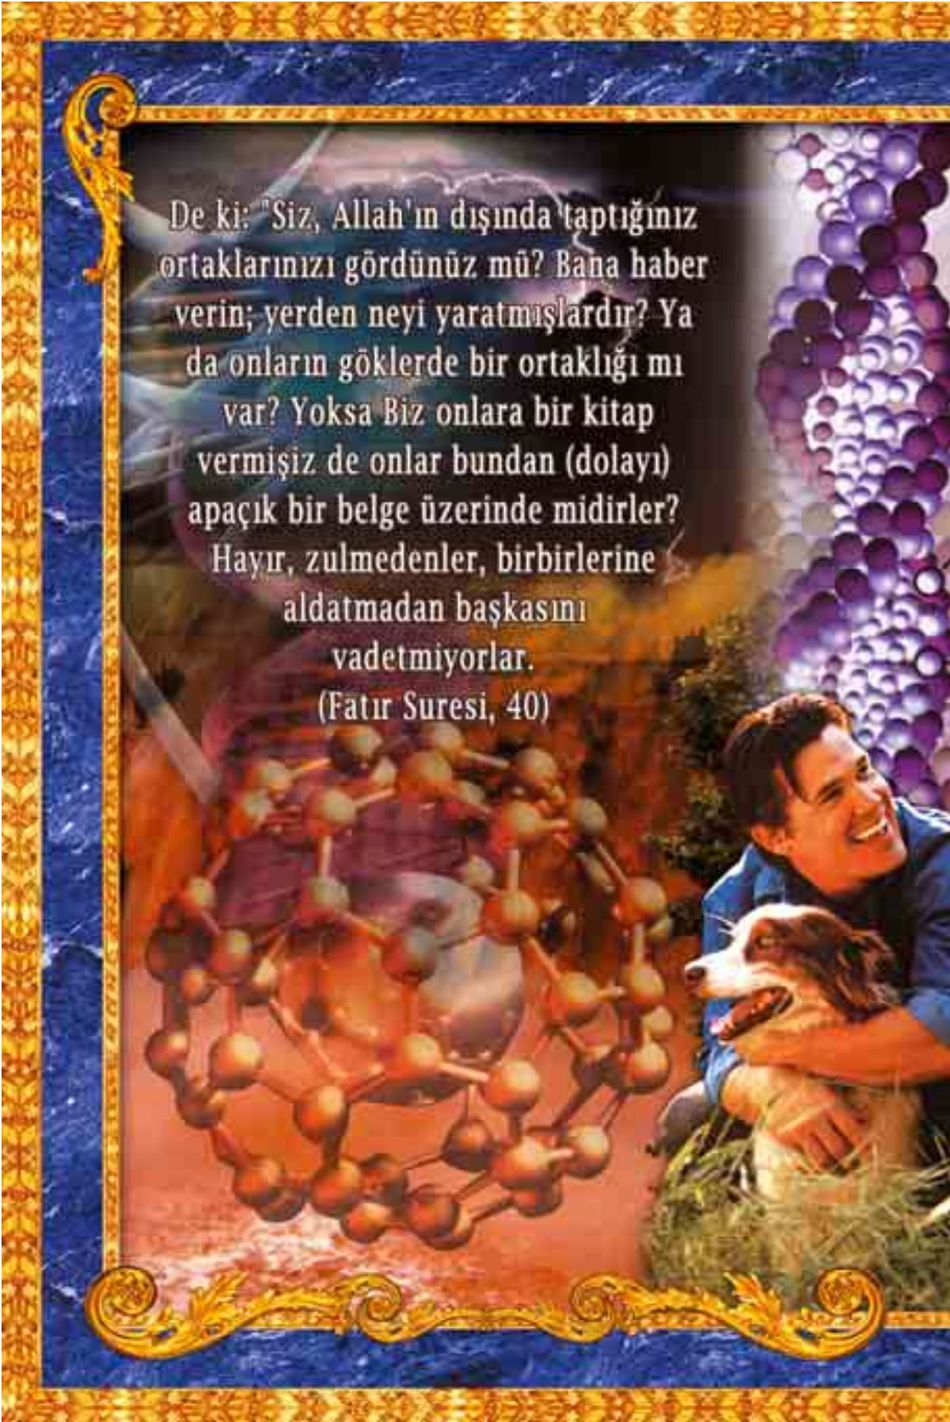 De ki: "Siz, Allah'ın dışında taptığınız
ortaklarınızı gördünüz mü? Bana haber
verin; yerden neyi yaratmışlardır? Ya
da onların göklerde bir ortaklığı mı
var? Yoksa Biz onlara bir kitap
vermişiz de onlar bundan (dolayı)
apaçık bir belge üzerinde midirler?
Hayır, zulmedenler, birbirlerine
aldatmadan başkasını
vadetmiyorlar.
(Fatır Suresi, 40)